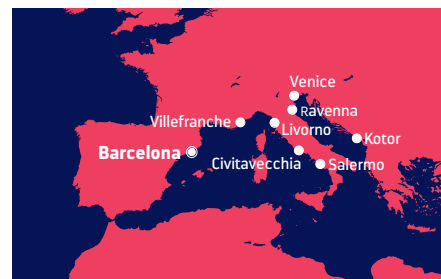 Venice
Ravenna
Villefranche
Livorno
Kotor
Barcelona
Civitavecchia
Salermo